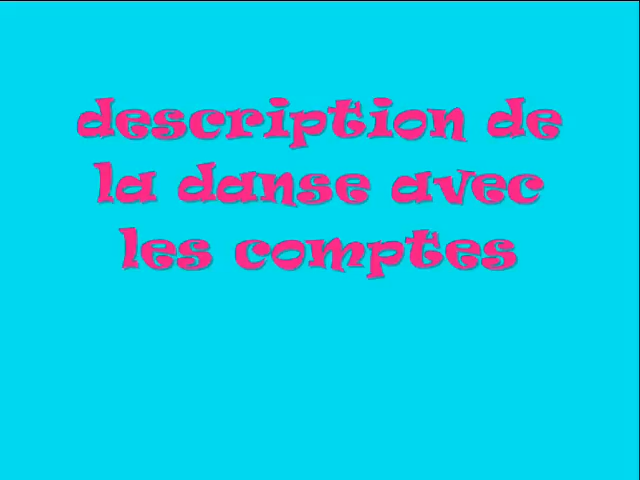 description de
la danse avec
les comptes